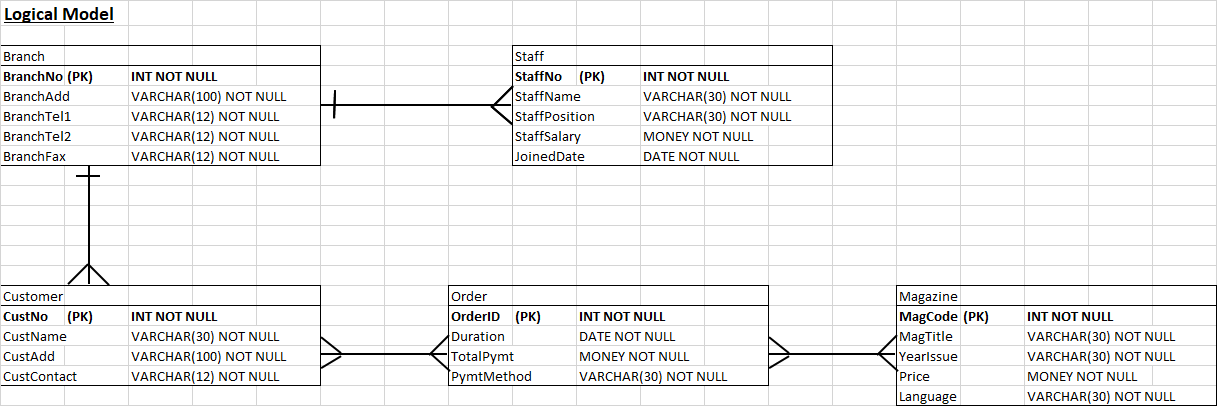 Logical Model
Branch
BranchNo (PK) INT NOT NULL
BranchAdd VARCHAR(100) NOT NULL
BranchTel1 VARCHAR(12) NOT NULL
BranchTel2 VARCHAR(12) NOT NULL
BranchFax VARCHAR(12) NOT NULL
Staff
StaffNo (PK) INT NOT NULL
StaffName VARCHAR(30) NOT NULL
StaffPosition VARCHAR(30) NOT NULL
StaffSalary MONEY NOT NULL
JoinedDate DATE NOT NULL
Customer
CustNo (PK) INT NOT NULL
CustName VARCHAR(30) NOT NULL
CustAdd VARCHAR(100) NOT NULL
CustContact VARCHAR(12) NOT NULL
Order
OrderID (PK) INT NOT NULL
Duration DATE NOT NULL
TotalPymt MONEY NOT NULL
PymtMethod VARCHAR(30) NOT NULL
Magazine
MagCode (PK) INT NOT NULL
MagTitle VARCHAR(30) NOT NULL
YearIssue VARCHAR(30) NOT NULL
Price MONEY NOT NULL
Language VARCHAR(30) NOT NULL